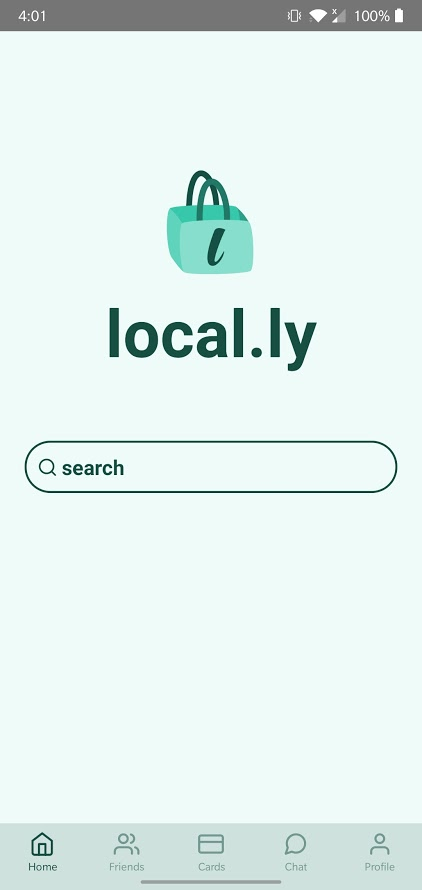 4:01
100%
l
local.ly
search
Home
Friends
Cards
Chat
Profile